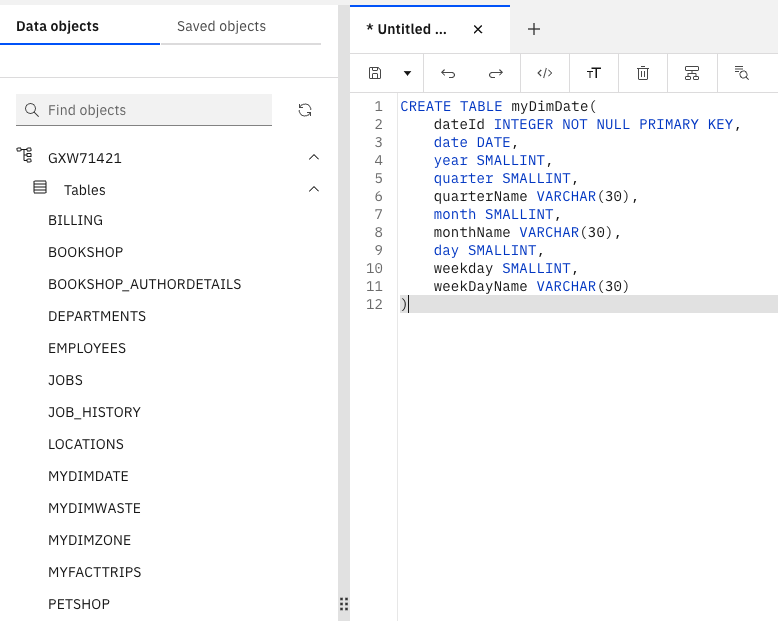 Data objects
Saved objects
Find objects
GXW71421
Tables
BILLING
BOOKSHOP
BOOKSHOP_AUTHORDETAILS
DEPARTMENTS
EMPLOYEES
JOBS
JOB_HISTORY
LOCATIONS
MYDIMDATE
MYDIMWASTE
MYDIMZONE
MYFACTTRIPS
PETSHOP
* Untitled ...
1 CREATE TABLE myDimDate(
2 dateId INTEGER NOT NULL PRIMARY KEY,
3 date DATE,
4 year SMALLINT,
5 quarter SMALLINT,
6 quarterName VARCHAR(30),
7 month SMALLINT,
8 monthName VARCHAR(30),
9 day SMALLINT,
10 weekday SMALLINT,
11 weekDayName VARCHAR(30)
12 )